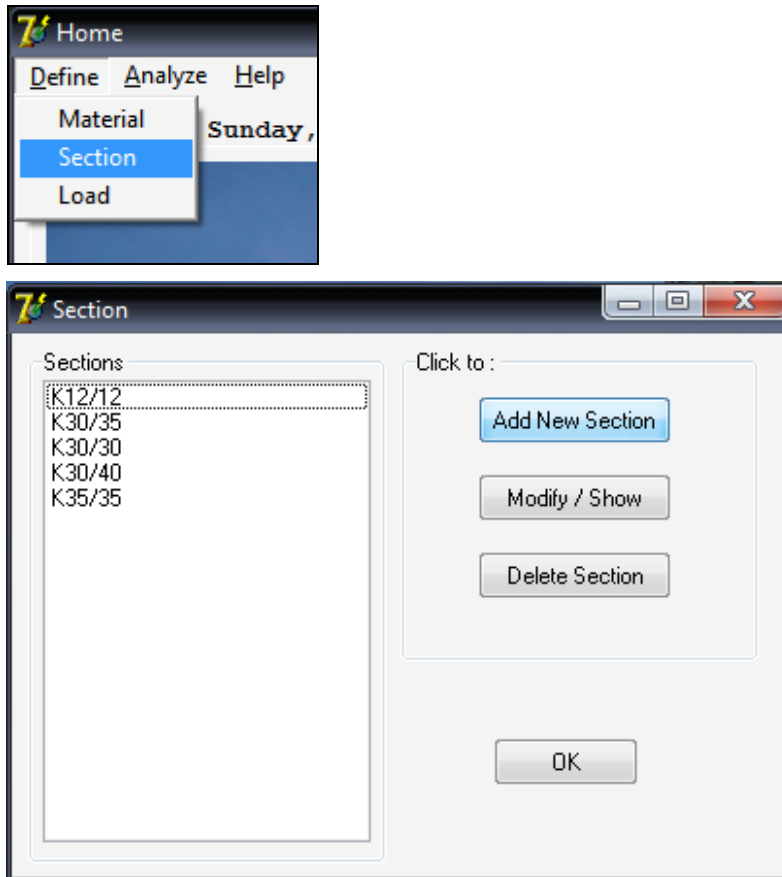 Home
Define Analyze Help
Material
Sunday,
Section
Load
Section
Sections
K12/12
K30/35
K30/30
K30/40
K35/35
Click to :
Add New Section
Modify / Show
Delete Section
OK